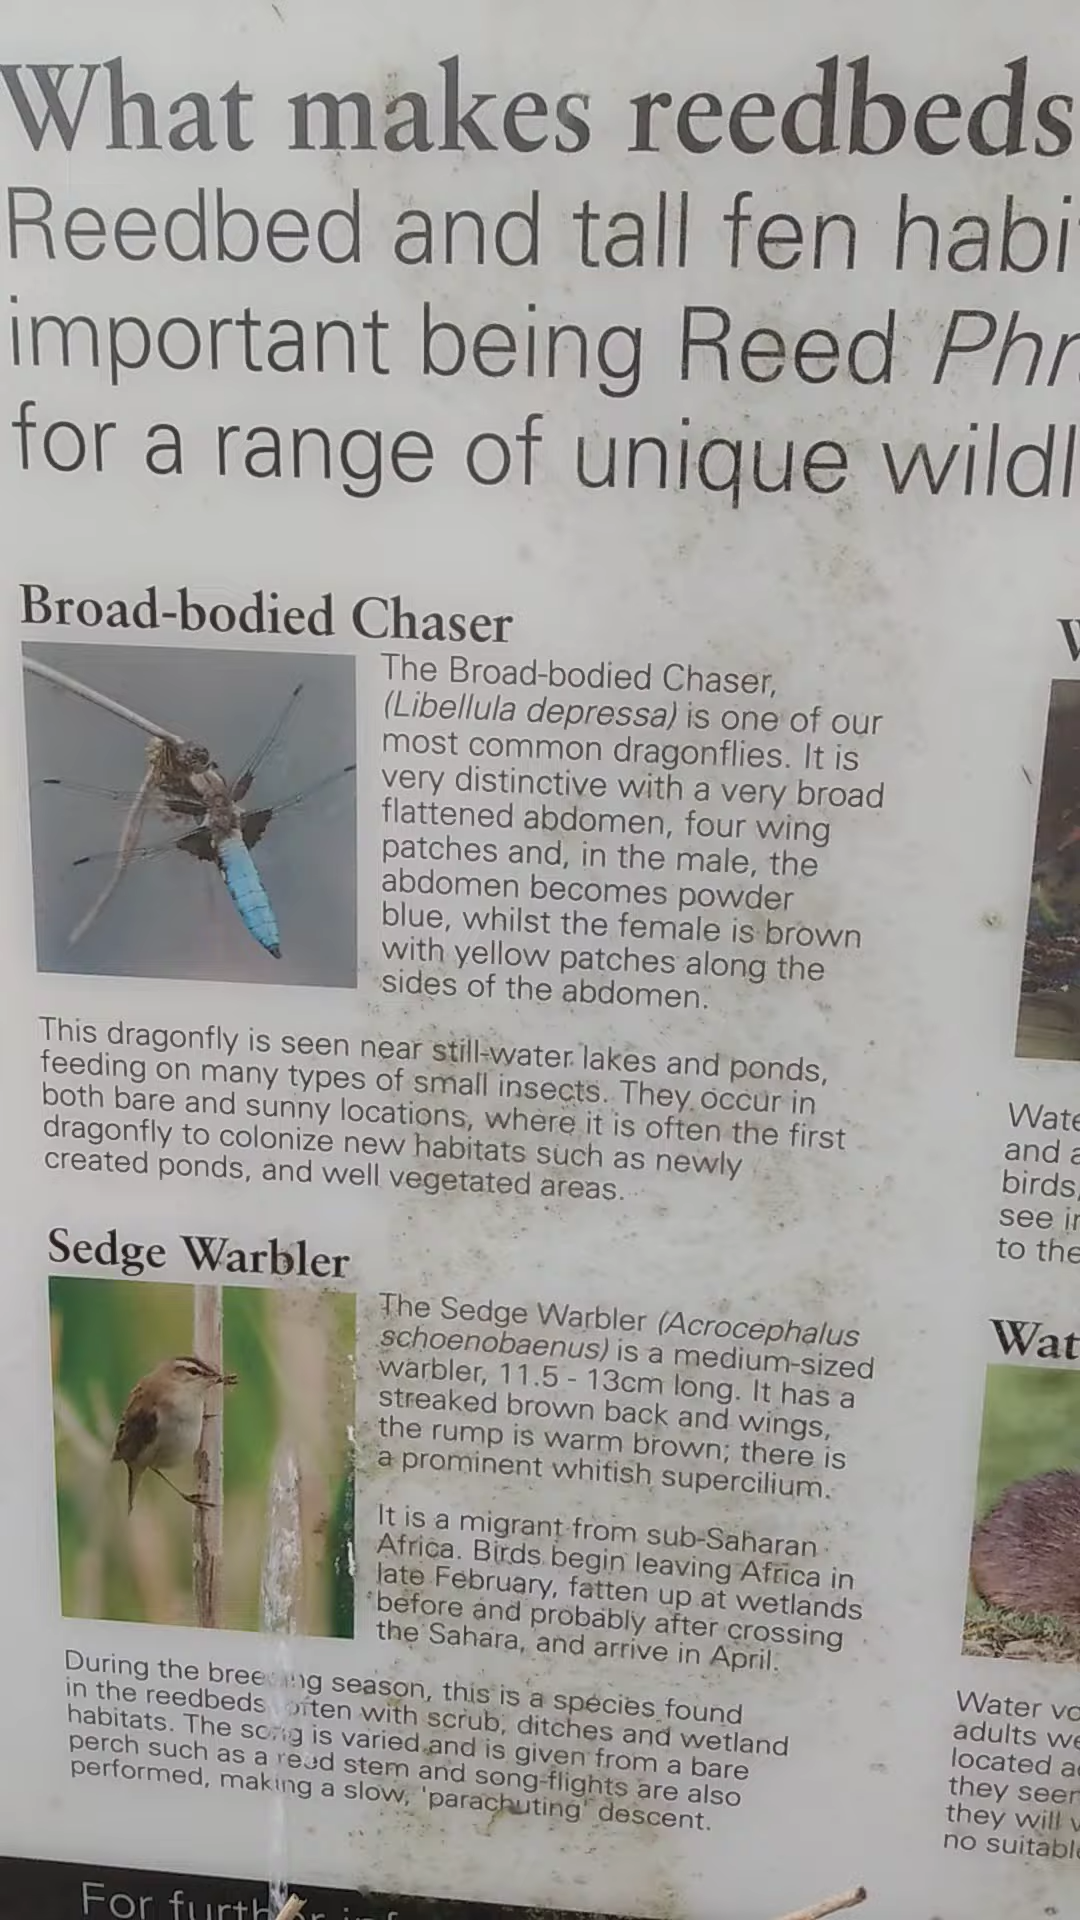 What makes reedbeds
Reedbed and tall fen habi
important being Reed Phr
for a range of unique wildl
Broad-bodied Chaser
The Broad-bodied Chaser,
(Libellula depressa) is one of our
most common dragonflies. It is
very distinctive with a very broad
flattened abdomen, four wing
patches and, in the male, the
abdomen becomes powder
blue, whilst the female is brown
with yellow patches along the
sides of the abdomen.
This dragonfly is seen near still-water lakes and ponds,
feeding on many types of small insects. They occur in
both bare and sunny locations, where it is often the first
dragonfly to colonize new habitats such as newly
created ponds, and well vegetated areas.
Sedge Warbler
The Sedge Warbler (Acrocephalus
schoenobaenus) is a medium-sized
warbler, 11.5 - 13cm long. It has a
streaked brown back and wings,
the rump is warm brown; there is
a prominent whitish supercilium.
It is a migrant from sub-Saharan
Africa. Birds begin leaving Africa in
late February, fatten up at wetlands
before and probably after crossing
the Sahara, and arrive in April.
During the breeding season, this is a species found
in the reedbeds often with scrub, ditches and wetland
habitats. The song is varied and is given from a bare
perch such as a reed stem and song-flights are also
performed, making a slow, 'parachuting' descent.
Wate
and a
birds,
see in
to the
Wat
Water vo
adults we
located a
they seer
they will v
no suitable
For further inf